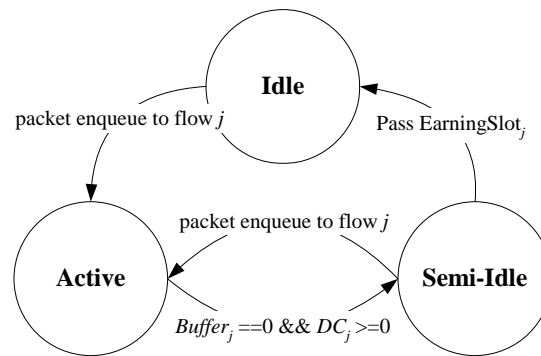 Idle
packet enqueue to flow j
Pass EarningSlot_j
packet enqueue to flow j
Active
Semi-Idle
Buffer_j ==0 && DC_j >=0